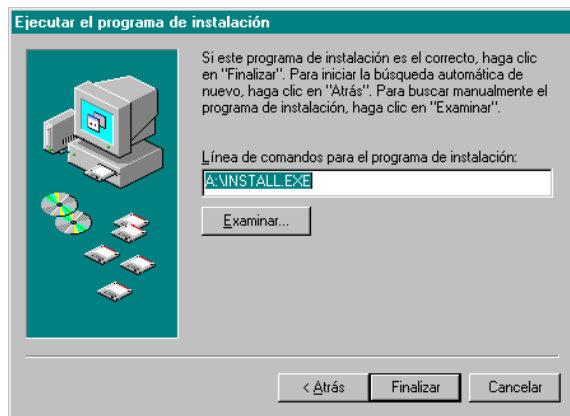 Ejecutar el programa de instalación
Si este programa de instalación es el correcto, haga clic
en "Finalizar". Para iniciar la búsqueda automática de
nuevo, haga clic en "Atrás". Para buscar manualmente el
programa de instalación, haga clic en "Examinar".
Línea de comandos para el programa de instalación:
A:\INSTALL.EXE
Examinar...
< Atrás
Finalizar
Cancelar